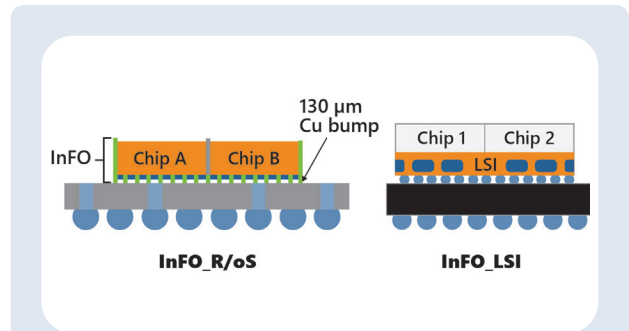 130 µm
Cu bump
InFO
Chip A
Chip B
Chip 1
Chip 2
LSI
InFO_R/oS
InFO_LSI